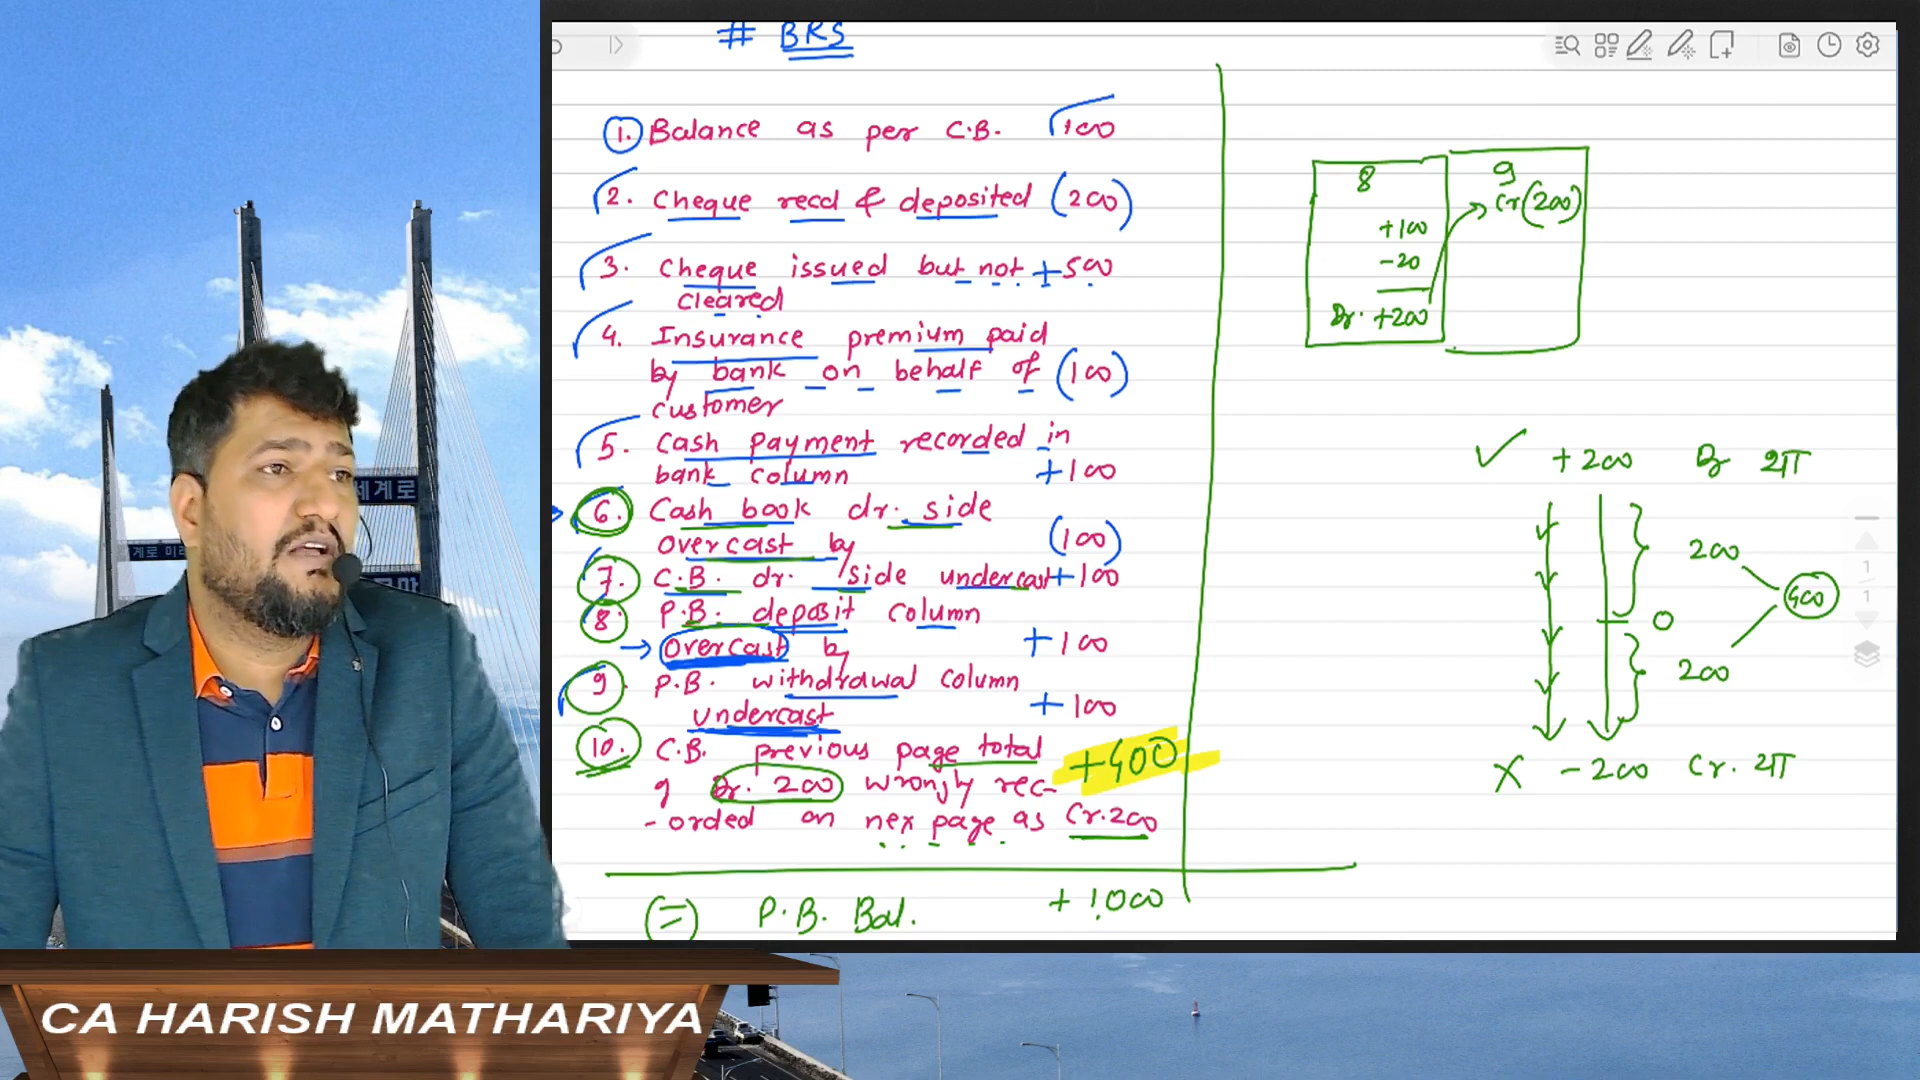 # BRS
1. Balance as per C.B. 100
2. Cheque recd & deposited (200)
3. Cheque issued but not +500
cleared
4. Insurance premium paid
by bank on behalf of (100)
customer
5. Cash payment recorded in
bank column +100
6. Cash book dr. side
overcast by (100)
7. C.B. dr. side undercast +100
8. P.B. deposit column
→ overcast by +100
9. P.B. withdrawal column
undercast +100
10. C.B. previous page total +400
of Dr. 200 wrongly rec-
-orded on nex page as Cr.200
(=) P.B. Bal. +1000
8
+100
-20
Dr. +200
9
Cr (200)
✓ +200 Dr
200
400
0
200
X -200 Cr.
1
1
세계로
CA HARISH MATHARIYA